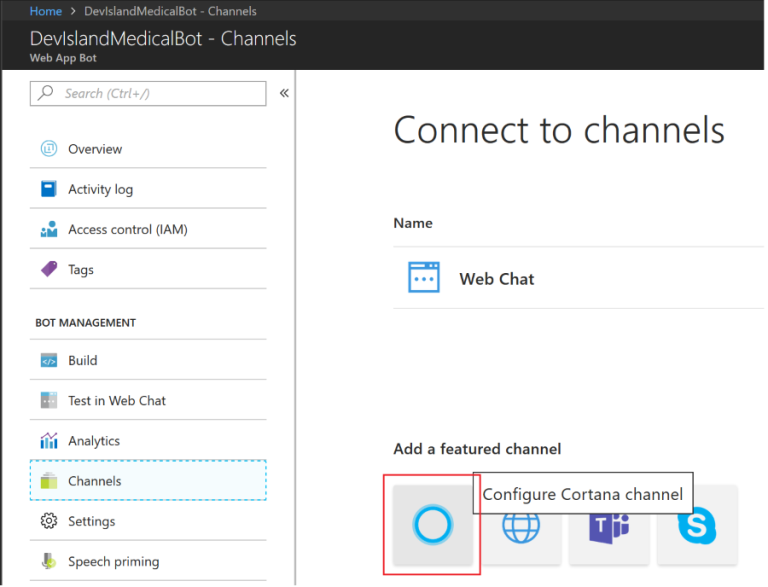 Home > DevIslandMedicalBot - Channels
DevIslandMedicalBot - Channels
Web App Bot
Search (Ctrl+/)
Overview
Activity log
Access control (IAM)
Tags
BOT MANAGEMENT
Build
Test in Web Chat
Analytics
Channels
Settings
Speech priming
Connect to channels
Name
Web Chat
Add a featured channel
Configure Cortana channel